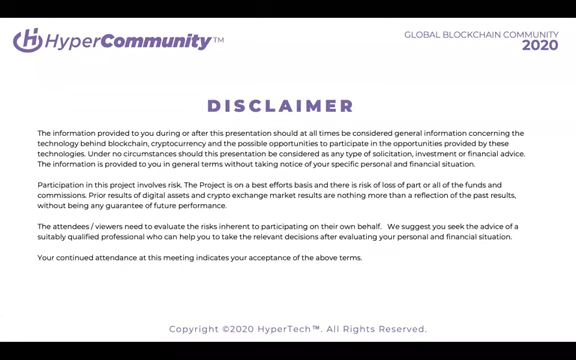 HyperCommunity™
GLOBAL BLOCKCHAIN COMMUNITY
2020
DISCLAIMER
The information provided to you during or after this presentation should at all times be considered general information concerning the
technology behind blockchain, cryptocurrency and the possible opportunities to participate in the opportunities provided by these
technologies. Under no circumstances should this presentation be considered as any type of solicitation, investment or financial advice.
The information is provided to you in general terms without taking notice of your specific personal and financial situation.
Participation in this project involves risk. The Project is on a best efforts basis and there is risk of loss of part or all of the funds and
commissions. Prior results of digital assets and crypto exchange market results are nothing more than a reflection of the past results,
without being any guarantee of future performance.
The attendees / viewers need to evaluate the risks inherent to participating on their own behalf. We suggest you seek the advice of a
suitably qualified professional who can help you to take the relevant decisions after evaluating your personal and financial situation.
Your continued attendance at this meeting indicates your acceptance of the above terms.
Copyright ©2020 HyperTech™. All Rights Reserved.